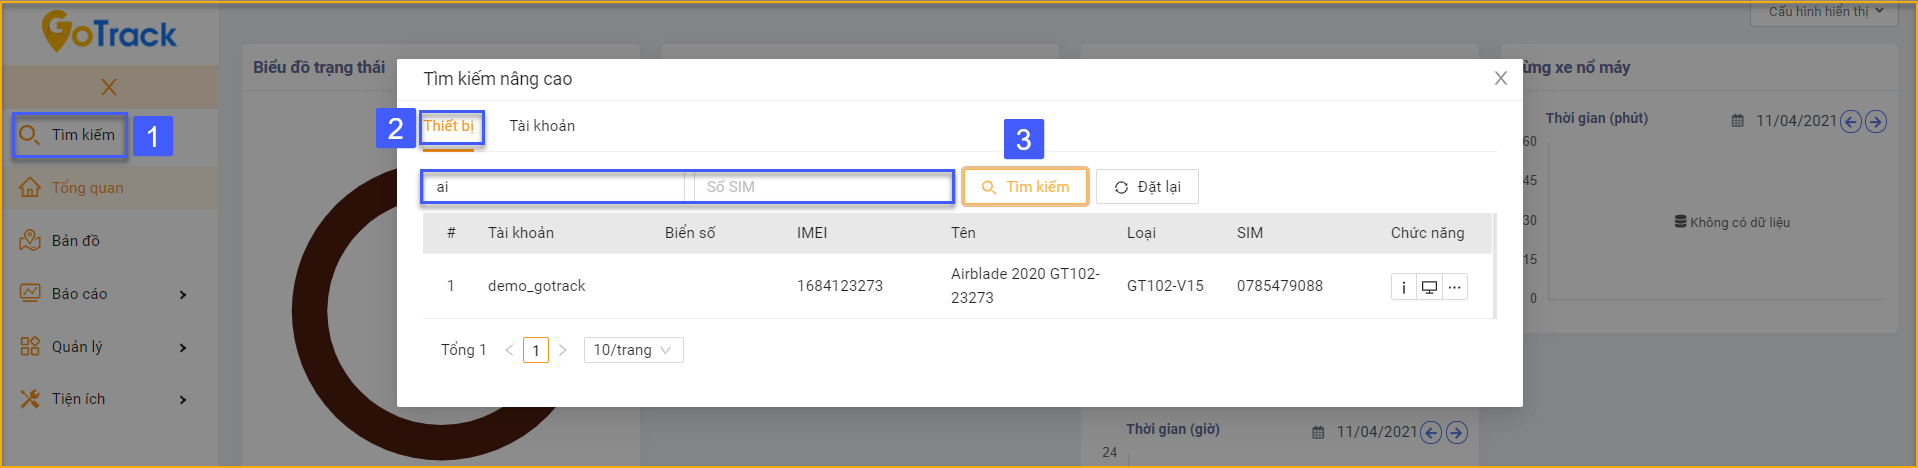 GoTrack
Cấu hình hiển thị
X
Tìm kiếm
1
Tổng quan
Bản đồ
Báo cáo
Quản lý
Tiện ích
Biểu đồ trạng thái
Tìm kiếm nâng cao
2
Thiết bị
Tài khoản
3
ai
Số SIM
Tìm kiếm
Đặt lại
# Tài khoản Biển số IMEI Tên Loại SIM Chức năng
1 demo_gotrack 1684123273 Airblade 2020 GT102-23273 GT102-V15 0785479088
Tổng 1 < 1 > 10/trang
ừng xe nổ máy
Thời gian (phút) 11/04/2021
60
45
30
15
0
Không có dữ liệu
Thời gian (giờ) 11/04/2021
24